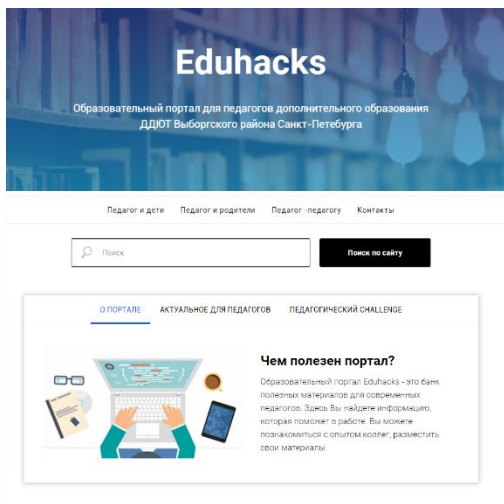 Eduhacks
Образовательный портал для педагогов дополнительного образования
ДДЮТ Выборгского района Санкт-Петебурга
Педагог и дети Педагог и родители Педагог -педагогу Контакты
Поиск Поиск по сайту
О ПОРТАЛЕ АКТУАЛЬНОЕ ДЛЯ ПЕДАГОГОВ ПЕДАГОГИЧЕСКИЙ CHALLENGE
Чем полезен портал?
Образовательный портал Eduhacks - это банк
полезных материалов для современных
педагогов. Здесь Вы найдете информацию,
которая поможет в работе. Вы можете
познакомиться с опытом коллег, разместить
свои материалы.